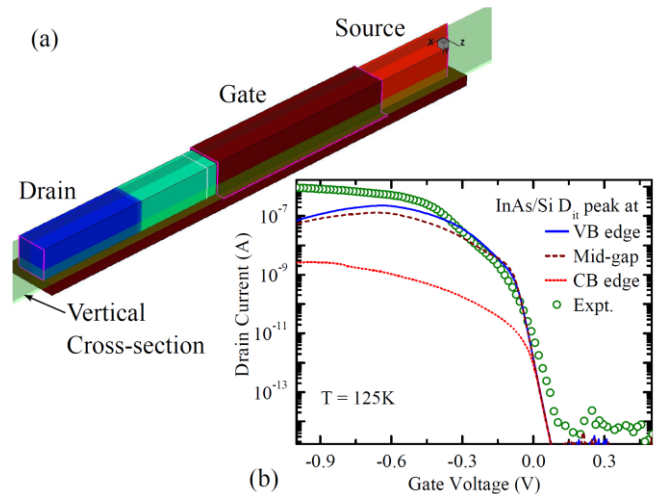 (a)
Source
Gate
Drain
Vertical
Cross-section
x
z
InAs/Si Dit peak at
VB edge
Mid-gap
CB edge
Expt.
T = 125K
Drain Current (A)
10-7
10-9
10-11
10-13
-0.9
-0.6
-0.3
0.0
0.3
Gate Voltage (V)
(b)